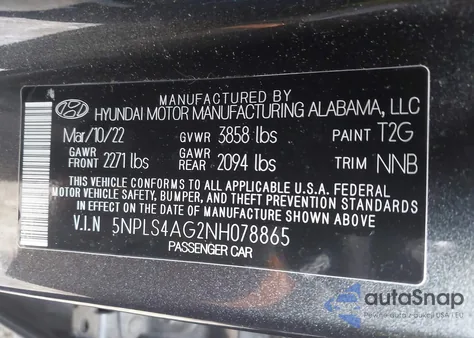 MANUFACTURED BY
HYUNDAI MOTOR MANUFACTURING ALABAMA, LLC
Mar/10/22 GVWR 3858 lbs PAINT T2G
GAWR FRONT 2271 lbs GAWR REAR 2094 lbs TRIM NNB
THIS VEHICLE CONFORMS TO ALL APPLICABLE U.S.A. FEDERAL
MOTOR VEHICLE SAFETY, BUMPER, AND THEFT PREVENTION STANDARDS
IN EFFECT ON THE DATE OF MANUFACTURE SHOWN ABOVE
V.I.N 5NPLS4AG2NH078865
PASSENGER CAR
autoSnap